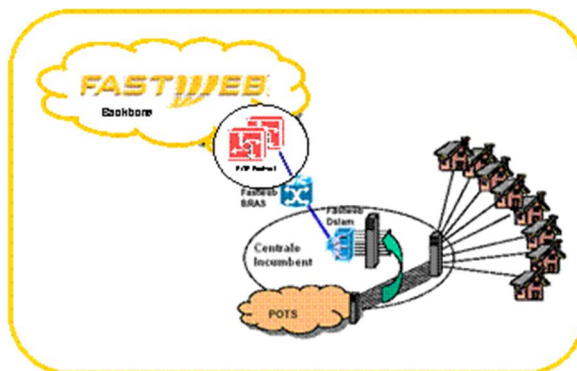 FASTWEB
Backbone
Fastweb
BRAS
Fastweb
Dslam
Centrale
Incumbent
POTS